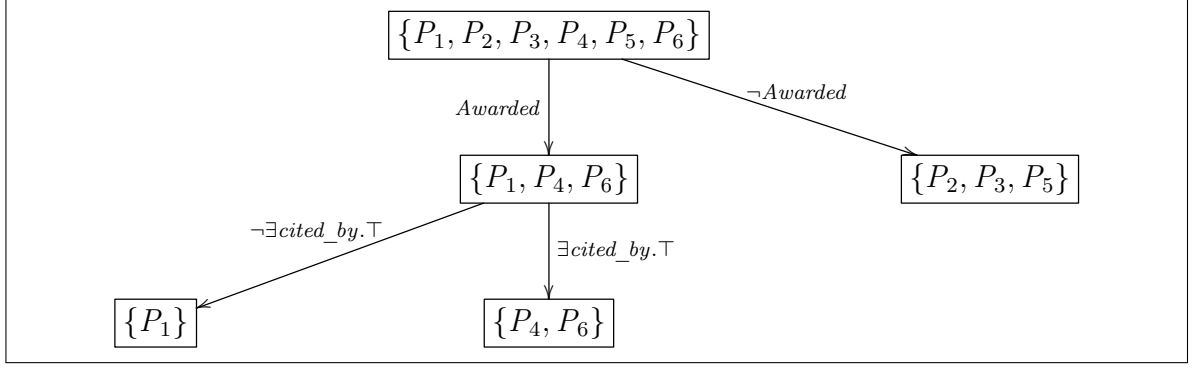 {P₁, P₂, P₃, P₄, P₅, P₆}
Awarded
¬Awarded
{P₁, P₄, P₆}
{P₂, P₃, P₅}
¬∃cited_by.⊤
∃cited_by.⊤
{P₁}
{P₄, P₆}